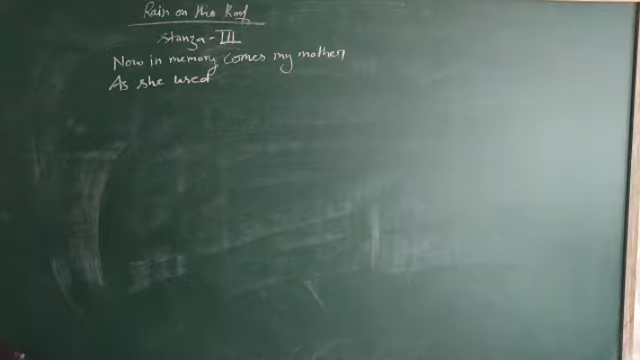 Rain on the Roof
Stanza - III
Now in memory comes my mother,
As she used